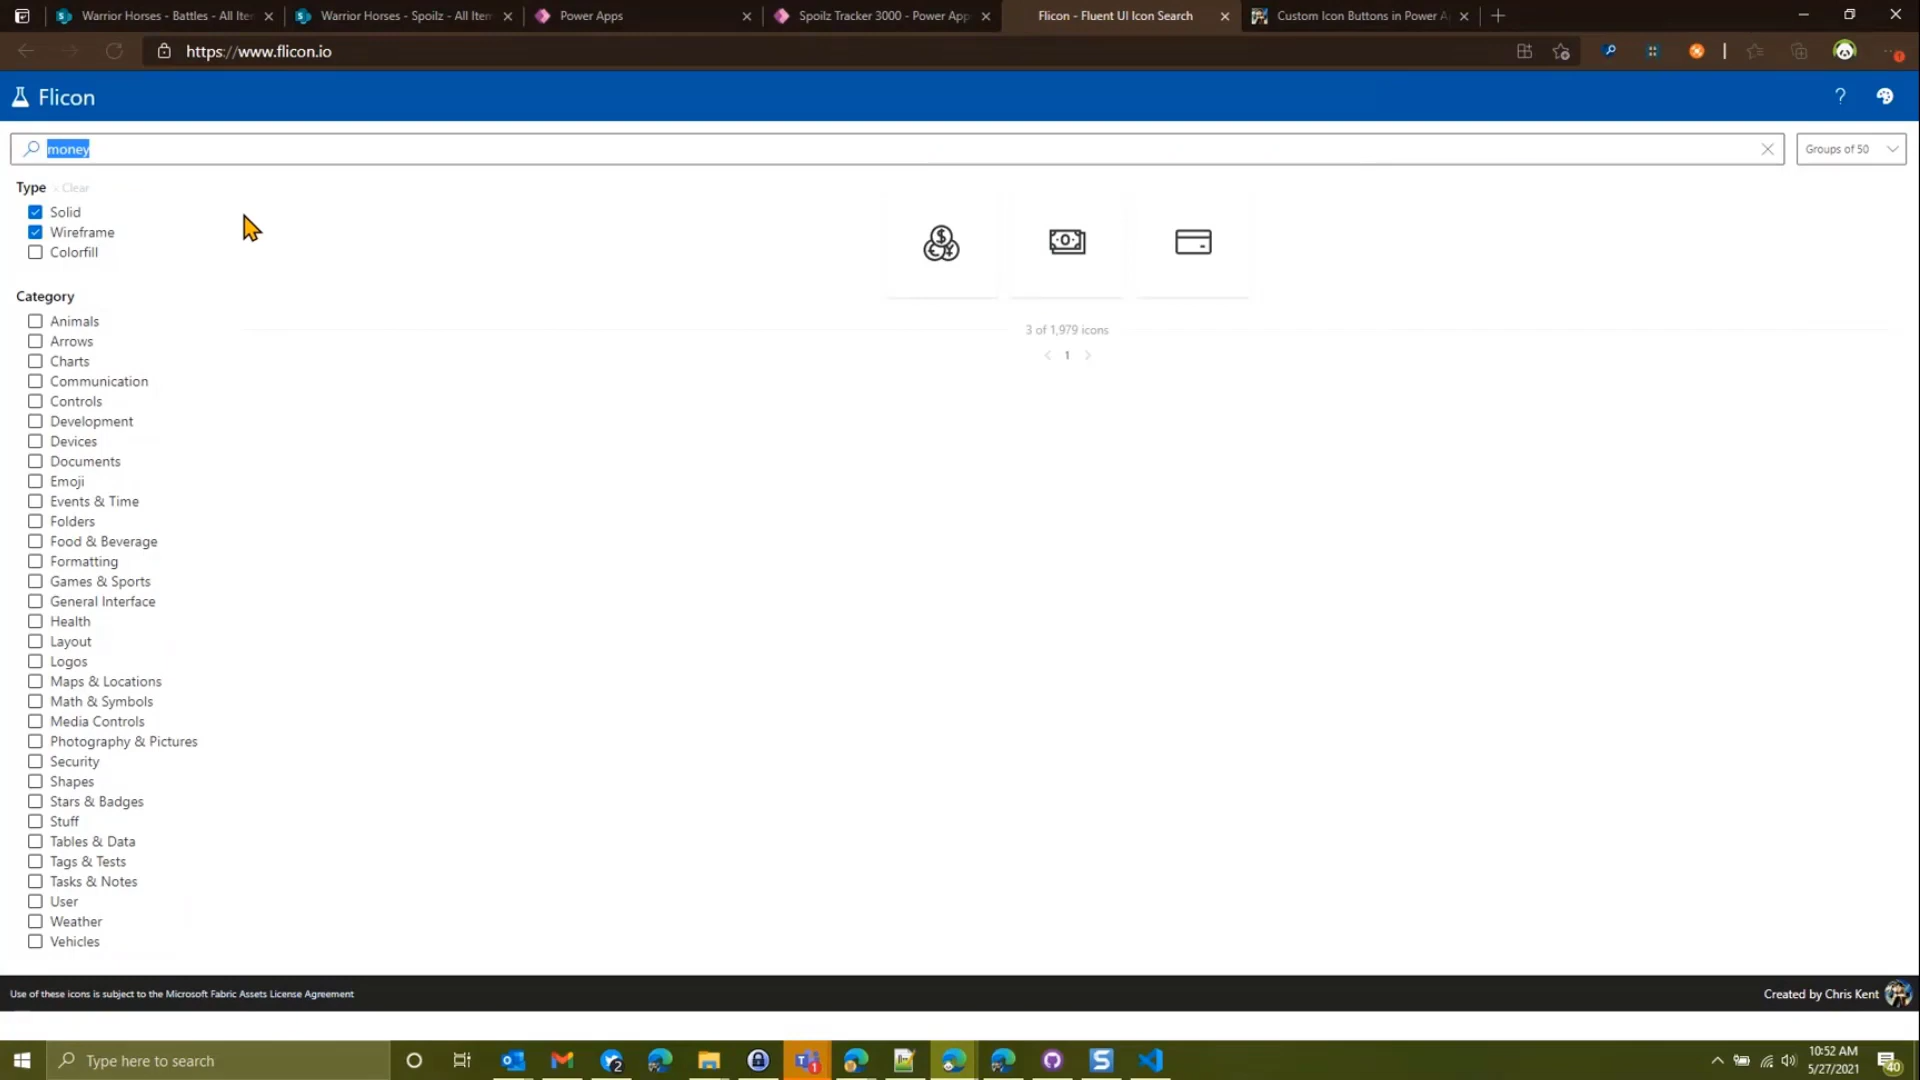 Warrior Horses - Battles - All Iter
Warrior Horses - Spoilz - All Item
Power Apps
Spoilz Tracker 3000 - Power App
Flicon - Fluent UI Icon Search
Custom Icon Buttons in Power A
https://www.flicon.io
Flicon
?
money
Groups of 50
Type × Clear
Solid
Wireframe
Colorfill
3 of 1,979 icons
< 1 >
Category
Animals
Arrows
Charts
Communication
Controls
Development
Devices
Documents
Emoji
Events & Time
Folders
Food & Beverage
Formatting
Games & Sports
General Interface
Health
Layout
Logos
Maps & Locations
Math & Symbols
Media Controls
Photography & Pictures
Security
Shapes
Stars & Badges
Stuff
Tables & Data
Tags & Tests
Tasks & Notes
User
Weather
Vehicles
Use of these icons is subject to the Microsoft Fabric Assets License Agreement
Created by Chris Kent
Type here to search
2
1
10:52 AM
5/27/2021
40